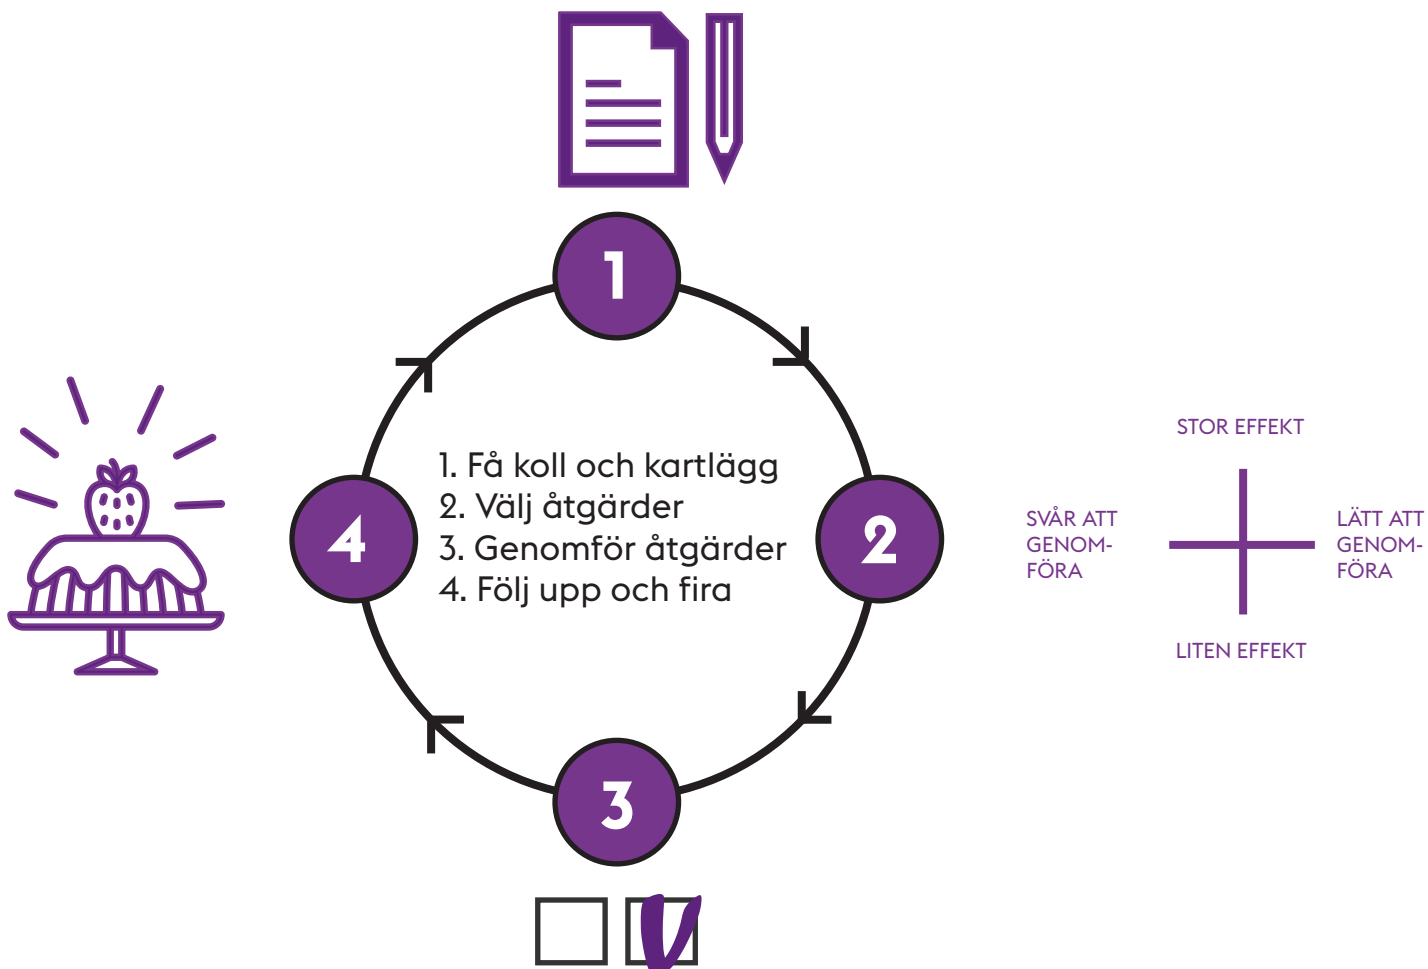 1
1. Få koll och kartlägg
2. Välj åtgärder
3. Genomför åtgärder
4. Följ upp och fira
4
2
3
STOR EFFEKT
SVÅR ATT
GENOM-
FÖRA
LÄTT ATT
GENOM-
FÖRA
LITEN EFFEKT